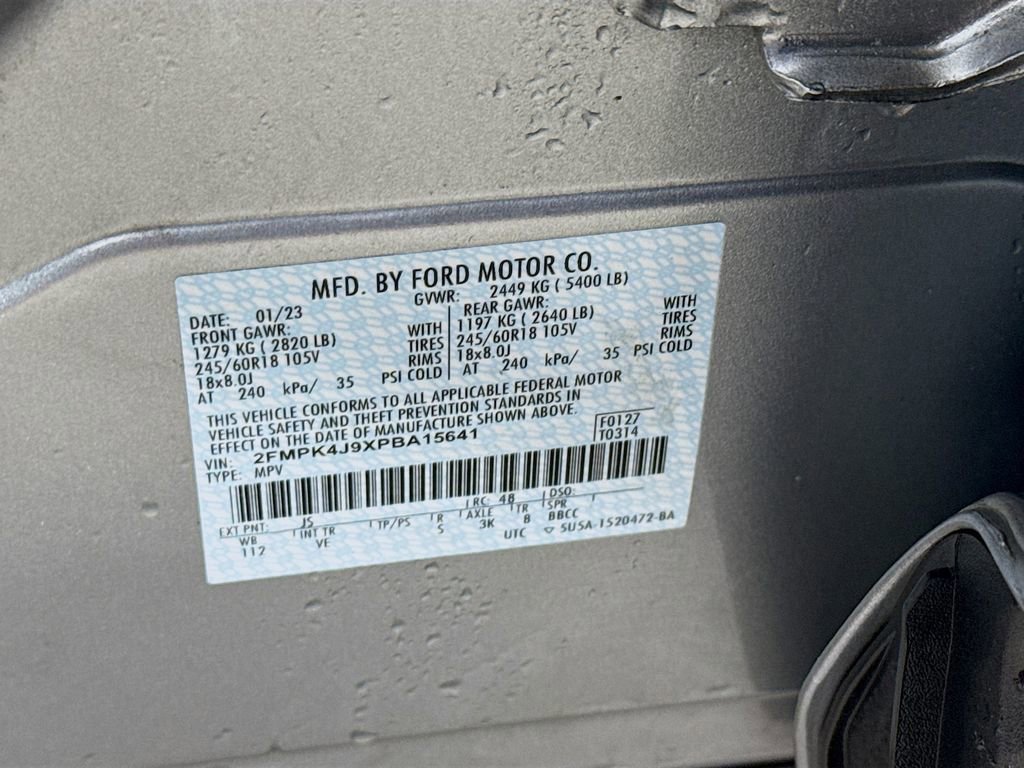 MFD. BY FORD MOTOR CO.
DATE: 01/23 GVWR: 2449 KG ( 5400 LB)
FRONT GAWR: REAR GAWR:
1279 KG ( 2820 LB) WITH 1197 KG ( 2640 LB) WITH
245/60R18 105V TIRES 245/60R18 105V TIRES
18x8.0J RIMS 18x8.0J RIMS
AT 240 kPa/ 35 PSI COLD AT 240 kPa/ 35 PSI COLD
THIS VEHICLE CONFORMS TO ALL APPLICABLE FEDERAL MOTOR
VEHICLE SAFETY AND THEFT PREVENTION STANDARDS IN
EFFECT ON THE DATE OF MANUFACTURE SHOWN ABOVE.
VIN: 2FMPK4J9XPBA15641 F0127
TYPE: MPV T0314
EXT PNT: JS RC: 48 DSO:
WB INT TR TP/PS R AXLE TR SPR
112 VE S 3K 8 BBCC
UTC ▽ 5U5A-1520472-BA